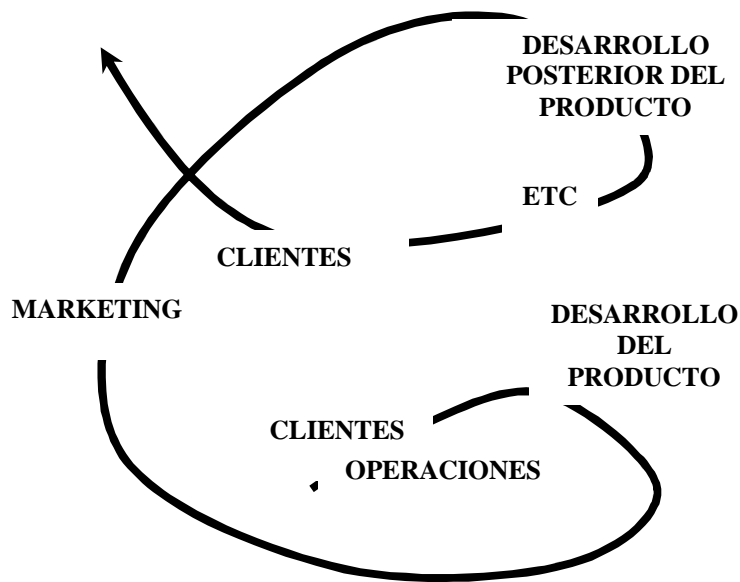 DESARROLLO
POSTERIOR DEL
PRODUCTO
ETC
CLIENTES
MARKETING
DESARROLLO
DEL
PRODUCTO
CLIENTES
OPERACIONES